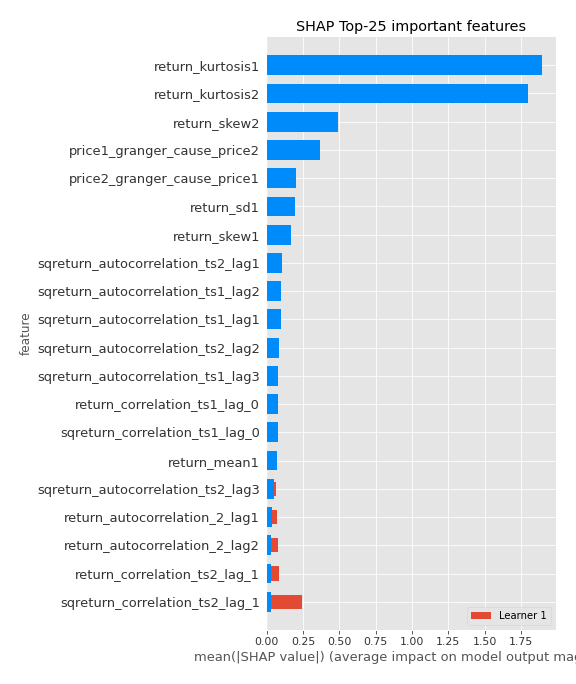 SHAP Top-25 important features
return_kurtosis1
return_kurtosis2
return_skew2
price1_granger_cause_price2
price2_granger_cause_price1
return_sd1
return_skew1
sqreturn_autocorrelation_ts2_lag1
sqreturn_autocorrelation_ts1_lag2
sqreturn_autocorrelation_ts1_lag1
sqreturn_autocorrelation_ts2_lag2
sqreturn_autocorrelation_ts1_lag3
return_correlation_ts1_lag_0
sqreturn_correlation_ts1_lag_0
return_mean1
sqreturn_autocorrelation_ts2_lag3
return_autocorrelation_2_lag1
return_autocorrelation_2_lag2
return_correlation_ts2_lag_1
sqreturn_correlation_ts2_lag_1
feature
Learner 1
0.00 0.25 0.50 0.75 1.00 1.25 1.50 1.75
mean(|SHAP value|) (average impact on model output mag